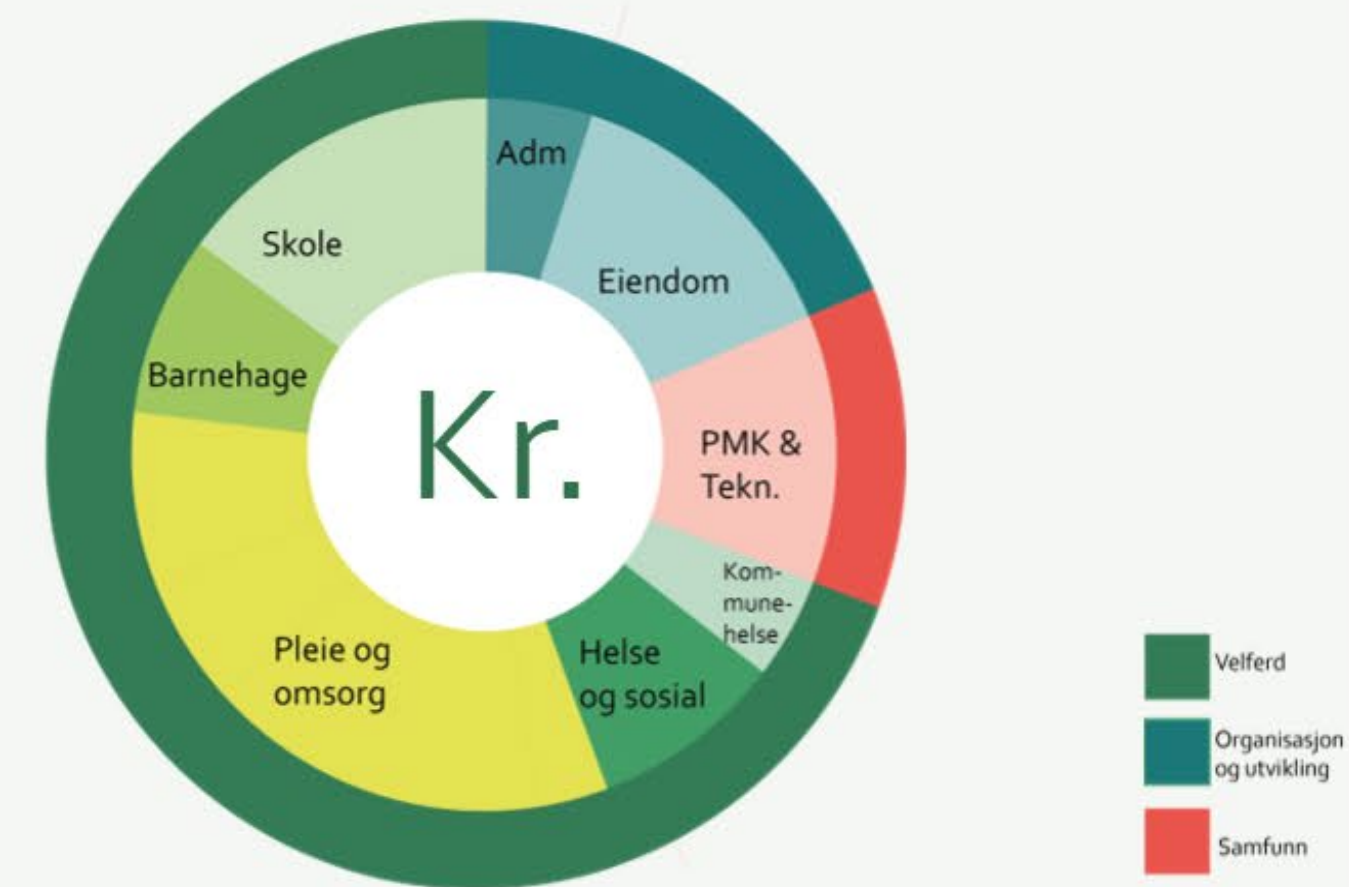 Adm
Eiendom
Skole
Barnehage
Kr.
PMK &
Tekn.
Kom-
mune-
helse
Helse
og sosial
Pleie og
omsorg
Velferd
Organisasjon
og utvikling
Samfunn